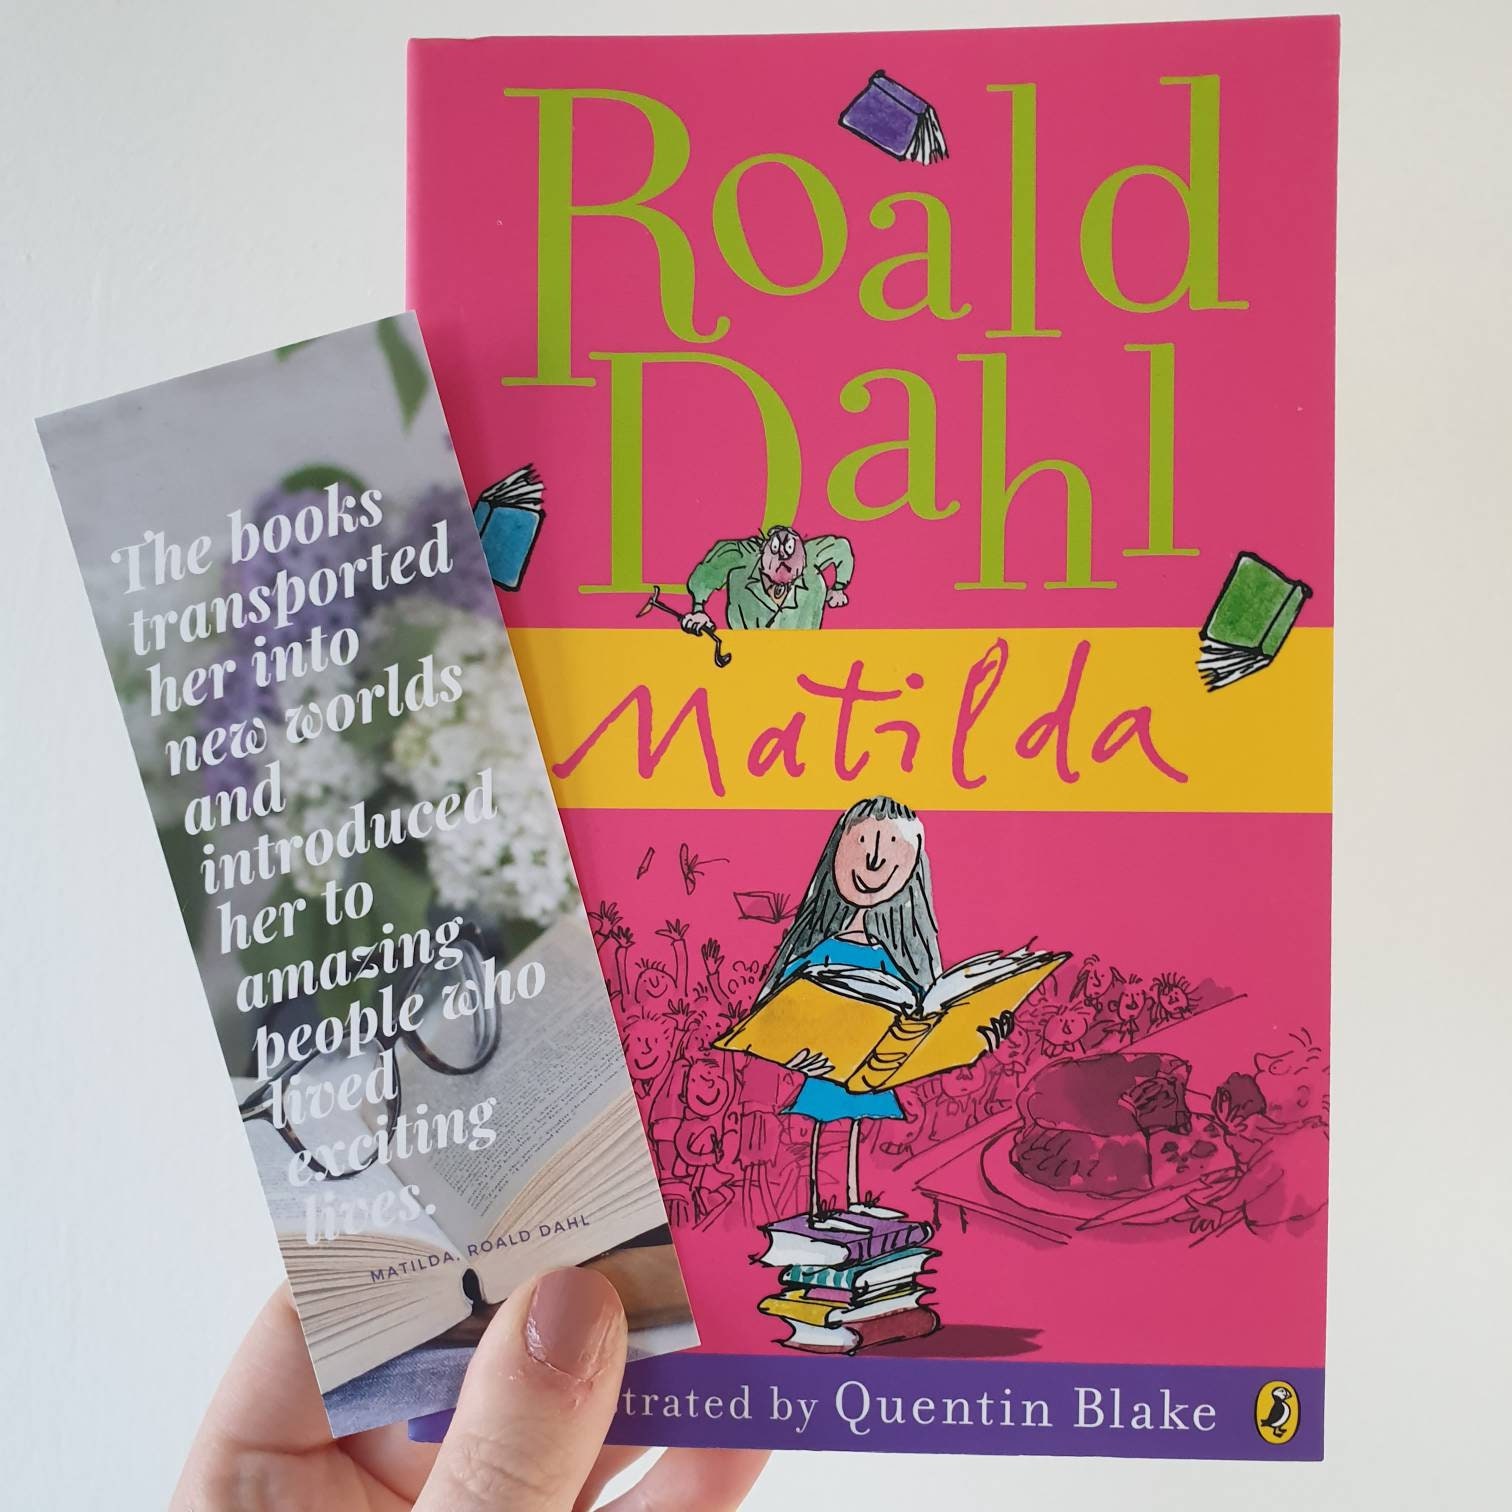 The books
transported
her into
new worlds
and
introduced
her to
amazing
people who
lived
exciting
lives.
MATILDA, ROALD DAHL
Roald
Dahl
Matilda
trated by Quentin Blake